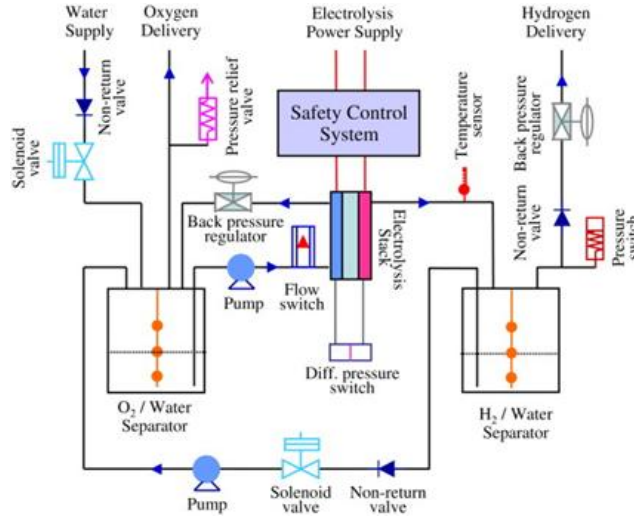 Water
Supply
Oxygen
Delivery
Electrolysis
Power Supply
Hydrogen
Delivery
Non-return
valve
Solenoid
valve
Pressure relief
valve
Safety Control
System
Temperature
sensor
Back pressure
regulator
Non-return
valve
Pressure
switch
Back pressure
regulator
Electrolysis
Stack
Pump
Flow
switch
Diff. pressure
switch
O₂ / Water
Separator
H₂ / Water
Separator
Pump
Solenoid
valve
Non-return
valve